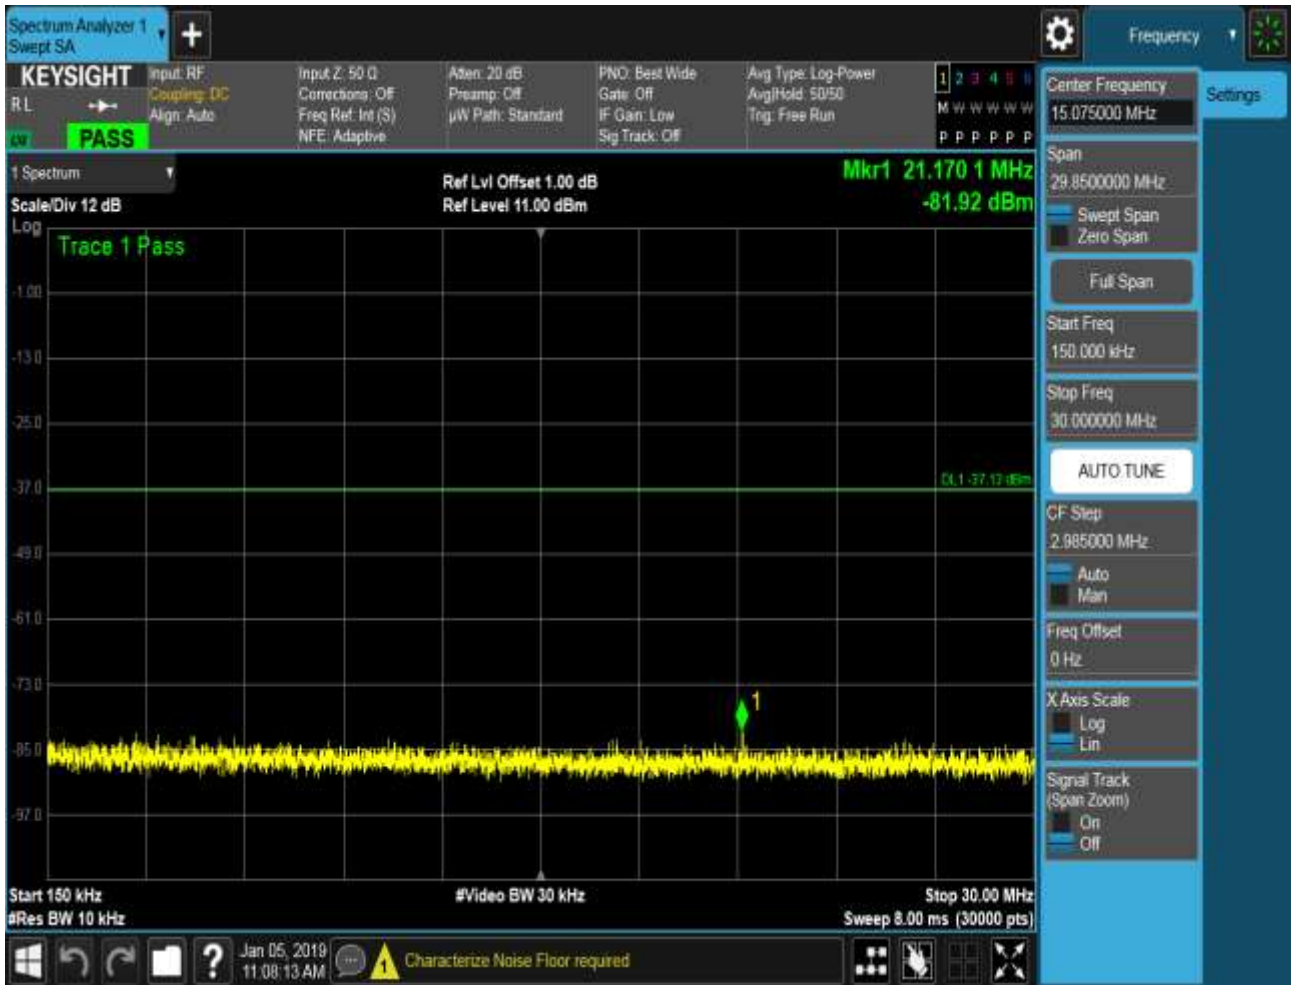 Spectrum Analyzer 1
Swept SA
+
Frequency
KEYSIGHT
Input: RF
Coupling: DC
Align: Auto
R L
PASS
Input Z: 50 Ω
Corrections: Off
Freq Ref: Int (S)
NFE: Adaptive
Atten: 20 dB
Preamp: Off
µW Path: Standard
PNO: Best Wide
Gate: Off
IF Gain: Low
Sig Track: Off
Avg Type: Log-Power
Avg|Hold: 50/50
Trig: Free Run
1 2 3 4 5 6
M W W W W W
P P P P P P
1 Spectrum
Scale/Div 12 dB
Log
Ref Lvl Offset 1.00 dB
Ref Level 11.00 dBm
Mkr1 21.170 1 MHz
-81.92 dBm
Trace 1 Pass
-1.00
-13.0
-25.0
-37.0
DL1 -37.13 dBm
-49.0
-61.0
-73.0
1
-85.0
-97.0
Start 150 kHz
#Res BW 10 kHz
#Video BW 30 kHz
Stop 30.00 MHz
Sweep 8.00 ms (30000 pts)
Center Frequency
15.075000 MHz
Settings
Span
29.8500000 MHz
Swept Span
Zero Span
Full Span
Start Freq
150.000 kHz
Stop Freq
30.000000 MHz
AUTO TUNE
CF Step
2.985000 MHz
Auto
Man
Freq Offset
0 Hz
X Axis Scale
Log
Lin
Signal Track
(Span Zoom)
On
Off
?
Jan 05, 2019
11:08:13 AM
1
Characterize Noise Floor required